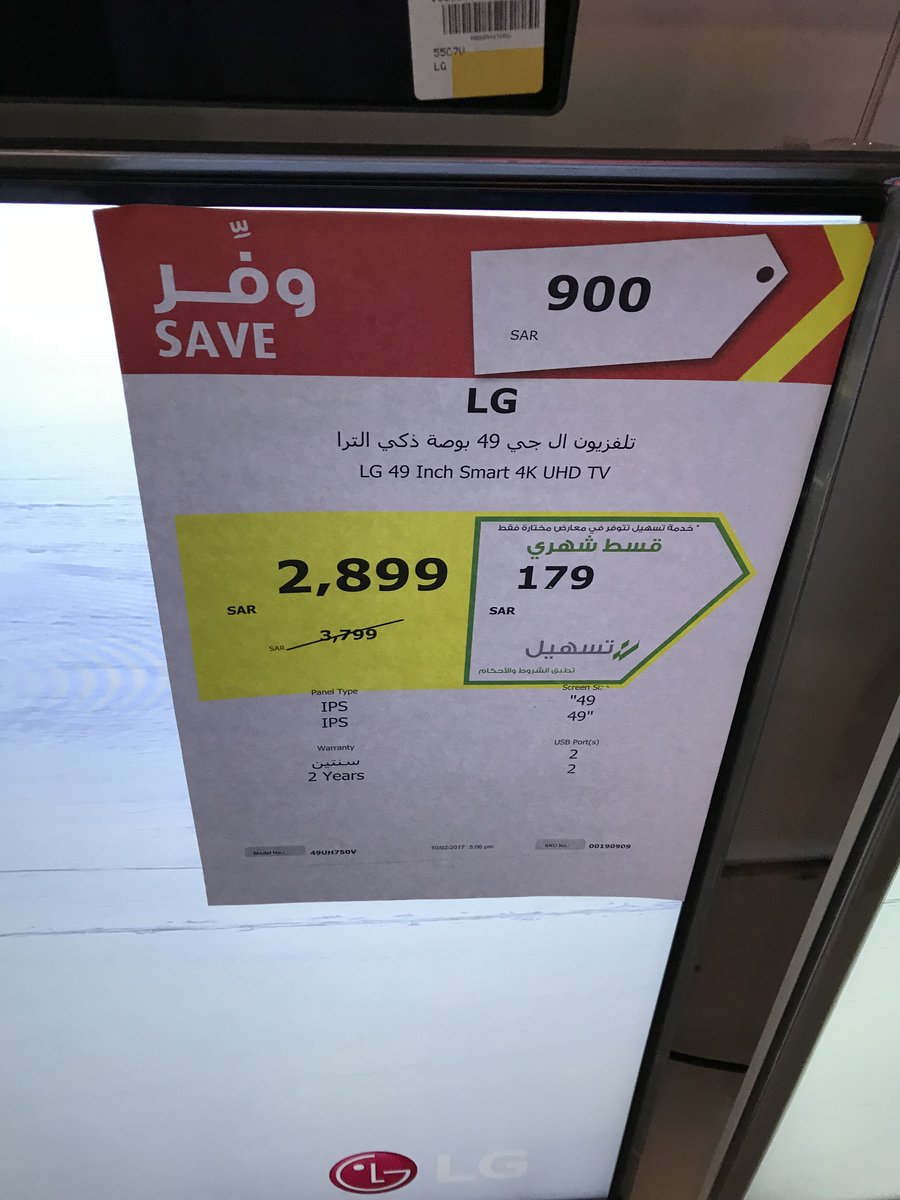 55C7V
LG
وفِّر
SAVE
900
SAR
LG
تلفزيون ال جي 49 بوصة ذكي الترا
LG 49 Inch Smart 4K UHD TV
* خدمة تسهيل تتوفر في معارض مختارة فقط
قسط شهري
2,899
SAR
179
SAR
SAR 3,799
تسهيل
تطبق الشروط والأحكام
Panel Type
IPS
IPS
Screen
"49
49"
Warranty
سنتين
2 Years
USB Port(s)
2
2
Model No.: 49UH750V
10/02/2017 5:06 pm
SKU No.: 00190909
LG
LG